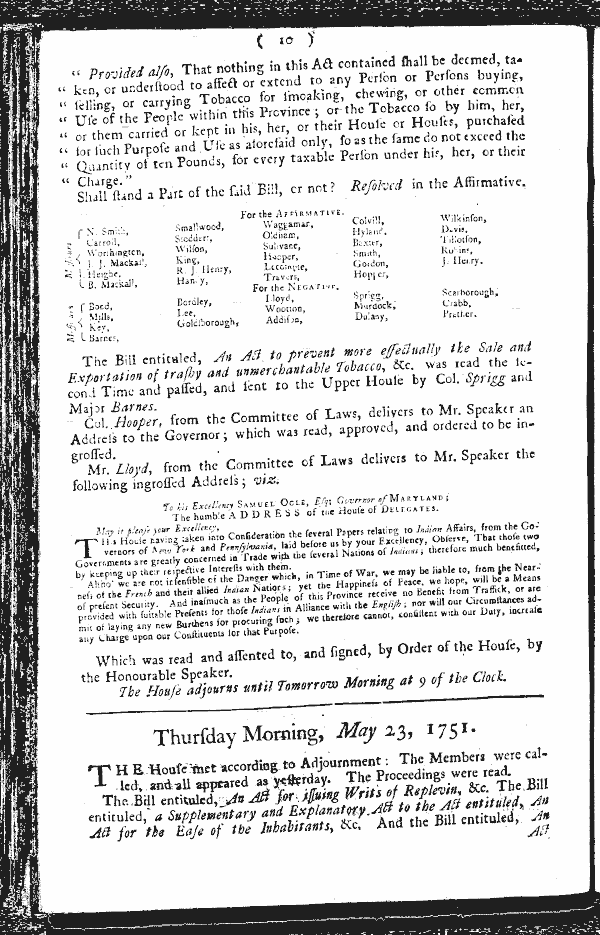 ( 10 )
“ Provided alſo, That nothing in this Act contained ſhall be deemed, ta-
“ ken, or underſtood to affect or extend to any Perſon or Perſons buying,
“ ſelling, or carrying Tobacco for ſmoaking, chewing, or other common
“ Uſe of the People within this Province; or the Tobacco ſo by him, her,
“ or them carried or kept in his, her, or their Houſe or Houſes, purchaſed
“ for ſuch Purpoſe and Uſe as aforeſaid only, ſo as the ſame do not exceed the
“ Quantity of ten Pounds, for every taxable Perſon under his, her, or their
“ Charge.”
Shall ſtand a Part of the ſaid Bill, or not? Reſolved in the Affirmative.
For the AFFIRMATIVE.
Meſſieurs
N. Smith, Smallwood, Waggamar, Colvill, Wilkinſon,
Carroll, Stoddert, Oldham, Hyland, Davis,
Worthington, Wilſon, Sulivane, Baxter, Tillotſon,
J. J. Mackall, King, Hooper, Smith, Robins,
Heighe, R. J. Henry, Lecompte, Gordon, J. Henry.
B. Mackall, Handy, Travers, Hopper,
For the NEGATIVE.
Meſſieurs
Bond, Bordley, Lloyd, Sprigg, Scarborough,
Mills, Lee, Wootton, Murdock, Crabb,
Key, Goldſborough, Addiſon, Dulany, Prather.
Barnes,
The Bill entituled, An Act to prevent more effectually the Sale and
Exportation of traſhy and unmerchantable Tobacco, &c. was read the ſe-
cond Time and paſſed, and ſent to the Upper Houſe by Col. Sprigg and
Major Barnes.
Col. Hooper, from the Committee of Laws, delivers to Mr. Speaker an
Addreſs to the Governor; which was read, approved, and ordered to be in-
groſſed.
Mr. Lloyd, from the Committee of Laws delivers to Mr. Speaker the
following ingroſſed Addreſs; viz.
To his Excellency SAMUEL OGLE, Eſq; Governor of MARYLAND;
The humble ADDRESS of the Houſe of DELEGATES.
May it pleaſe your Excellency,
THIS Houſe having taken into Conſideration the ſeveral Papers relating to Indian Affairs, from the Go-
vernors of New York and Pennſylvania, laid before us by your Excellency, Obſerve, That thoſe two
Governments are greatly concerned in Trade with the ſeveral Nations of Indians; therefore much benefited,
by keeping up their reſpective Intereſts with them.
Altho' we are not inſenſible of the Danger which, in Time of War, we may be liable to, from the Near-
neſs of the French and their allied Indian Nations; yet the Happineſs of Peace, we hope, will be a Means
of preſent Security. And inaſmuch as the People of this Province receive no Benefit from Traffick, or are
provided with ſuitable Preſents for thoſe Indians in Alliance with the Engliſh; nor will our Circumſtances ad-
mit of laying any new Burthens for procuring ſuch; we therefore cannot, conſiſtent with our Duty, increaſe
any Charge upon our Conſtituents for that Purpoſe.
Which was read and aſſented to, and ſigned, by Order of the Houſe, by
the Honourable Speaker.
The Houſe adjourns until Tomorrow Morning at 9 of the Clock.
Thurſday Morning, May 23, 1751.
THE Houſe met according to Adjournment: The Members were cal-
led, and all appeared as yeſterday. The Proceedings were read.
The Bill entituled, An Act for iſſuing Writs of Replevin, &c. The Bill
entituled, a Supplementary and Explanatory Act to the Act entituled, An
Act for the Eaſe of the Inhabitants, &c. And the Bill entituled, An
Act